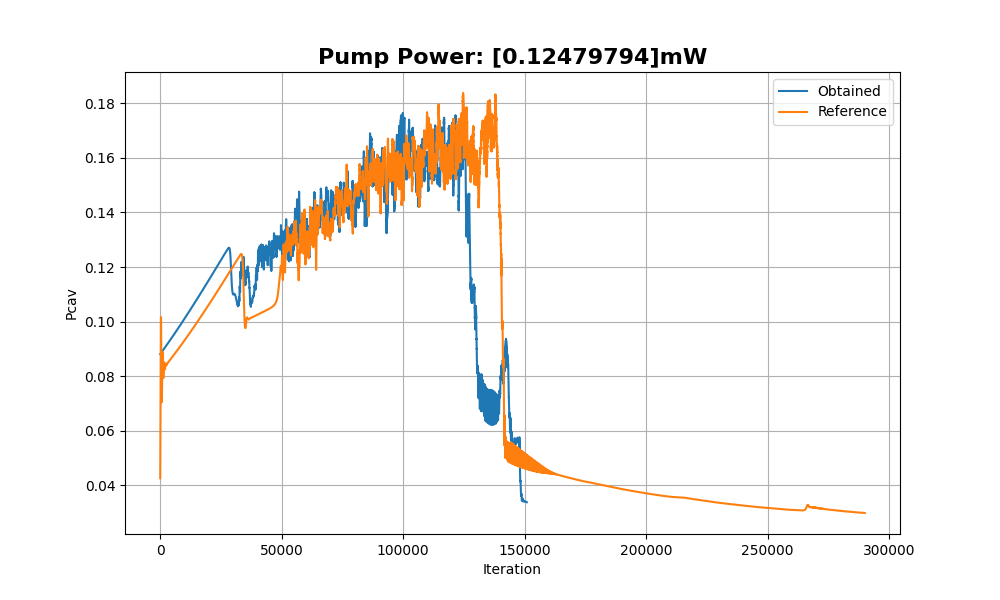 Pump Power: [0.12479794]mW
Obtained
Reference
0.18
0.16
0.14
0.12
0.10
0.08
0.06
0.04
Pcav
0 50000 100000 150000 200000 250000 300000
Iteration